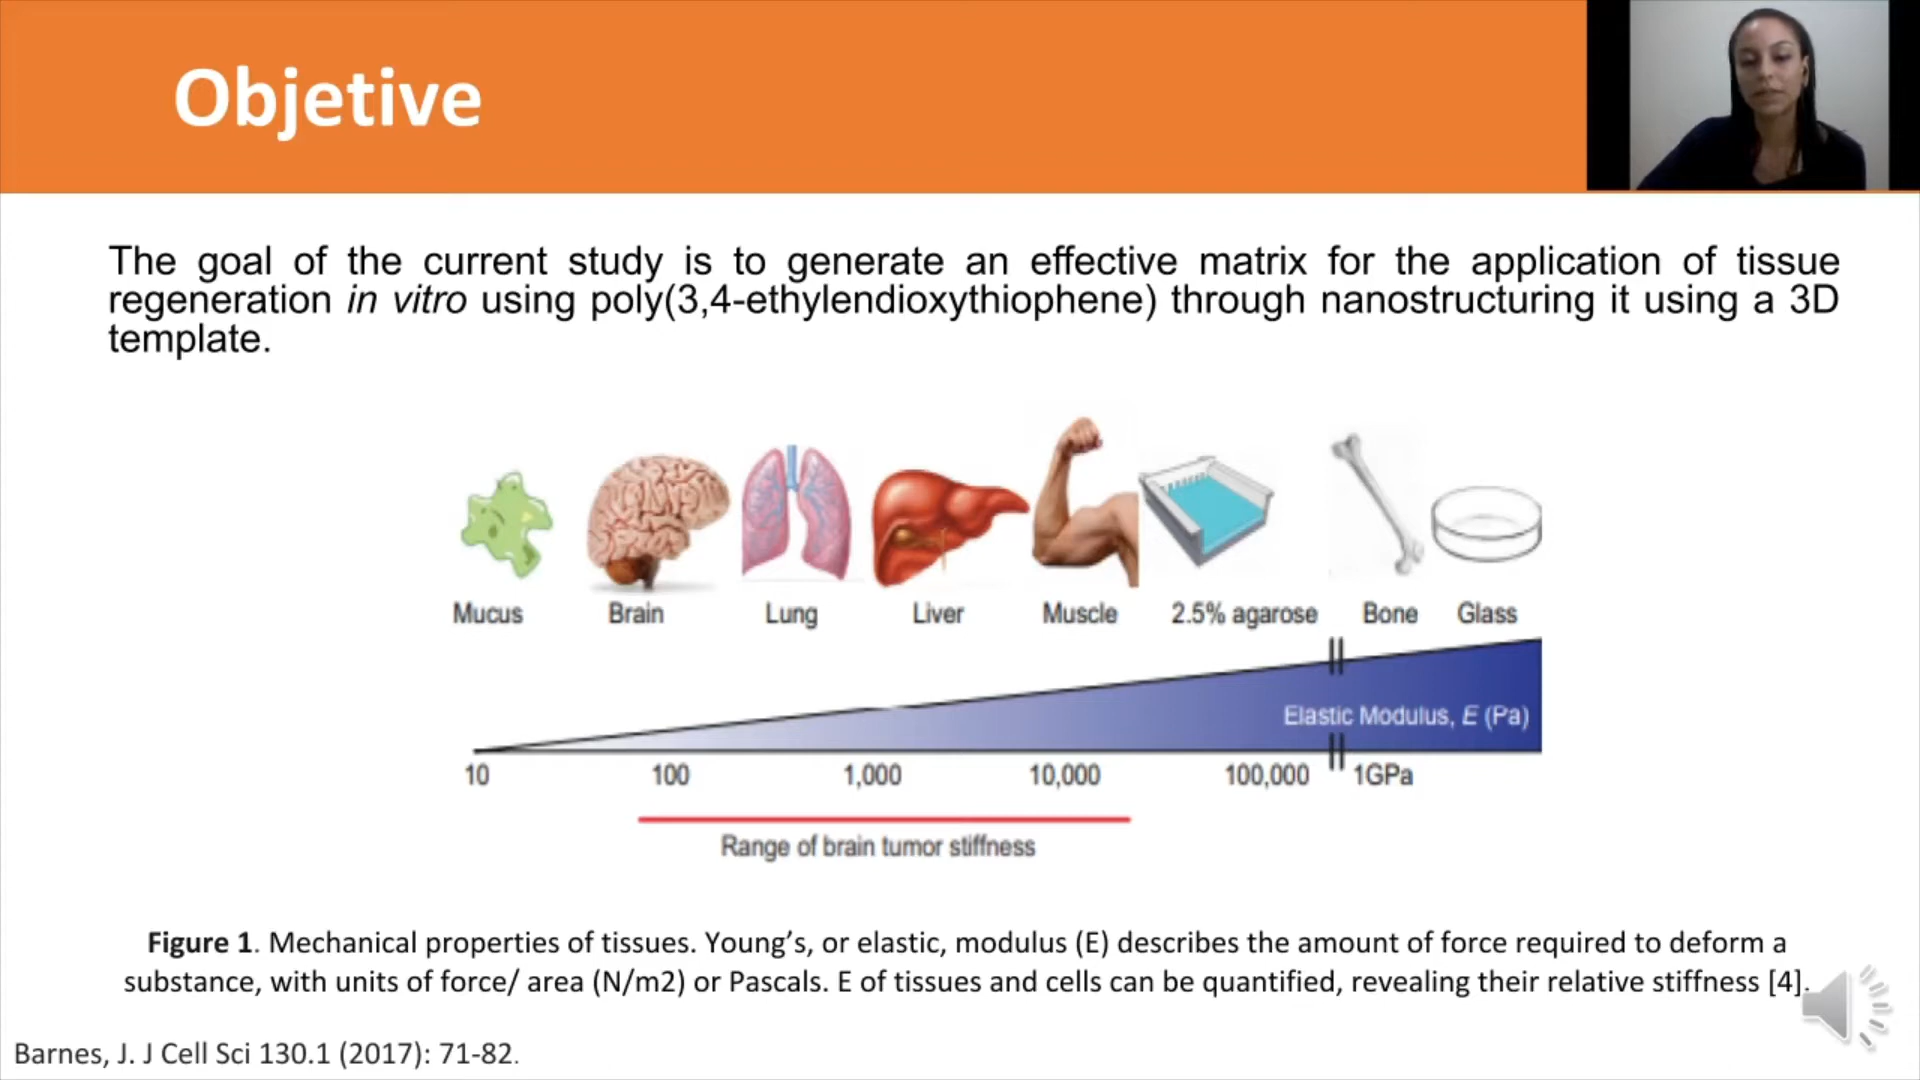 Objetive
The goal of the current study is to generate an effective matrix for the application of tissue
regeneration in vitro using poly(3,4-ethylendioxythiophene) through nanostructuring it using a 3D
template.
Mucus Brain Lung Liver Muscle 2.5% agarose Bone Glass
Elastic Modulus, E (Pa)
10 100 1,000 10,000 100,000 1GPa
Range of brain tumor stiffness
Figure 1. Mechanical properties of tissues. Young’s, or elastic, modulus (E) describes the amount of force required to deform a
substance, with units of force/ area (N/m2) or Pascals. E of tissues and cells can be quantified, revealing their relative stiffness [4].
Barnes, J. J Cell Sci 130.1 (2017): 71-82.